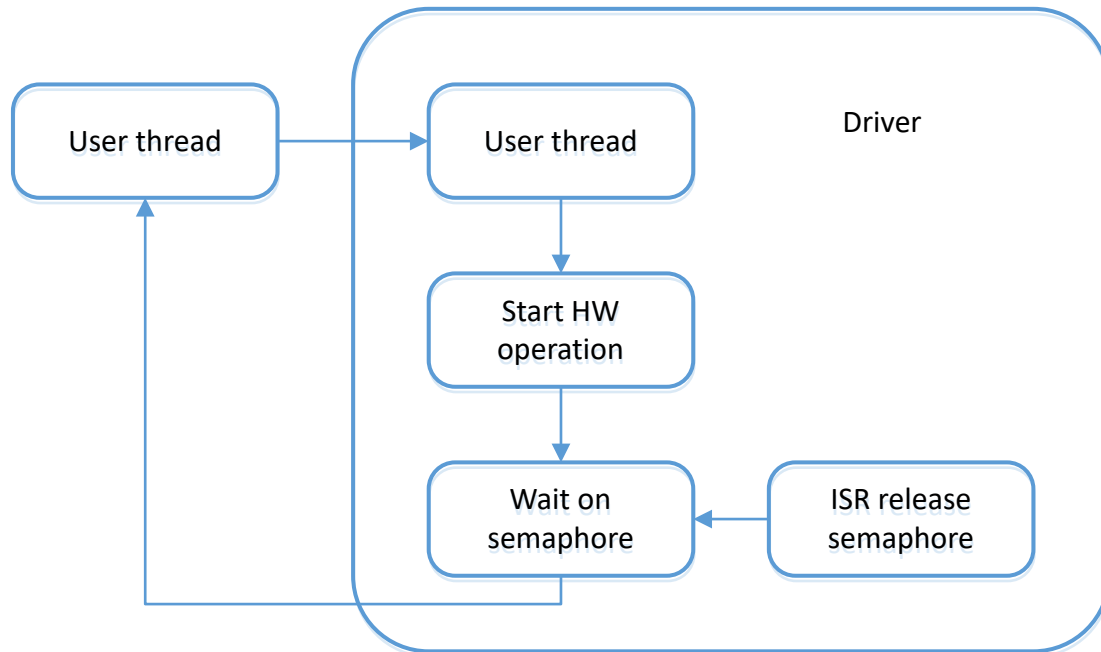 Driver
User thread
User thread
Start HW
operation
Wait on
semaphore
ISR release
semaphore